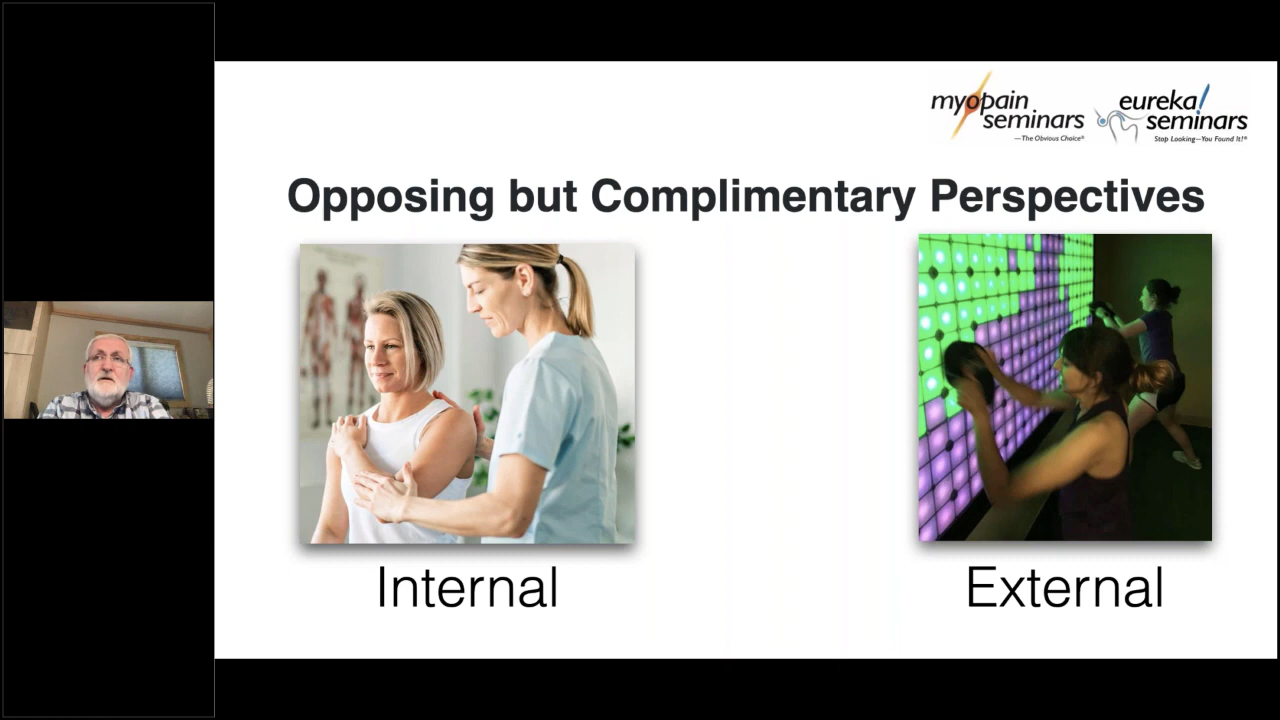 myopain
seminars
—The Obvious Choice®
eureka!
seminars
Stop Looking—You Found It!®
Opposing but Complimentary Perspectives
Internal
External